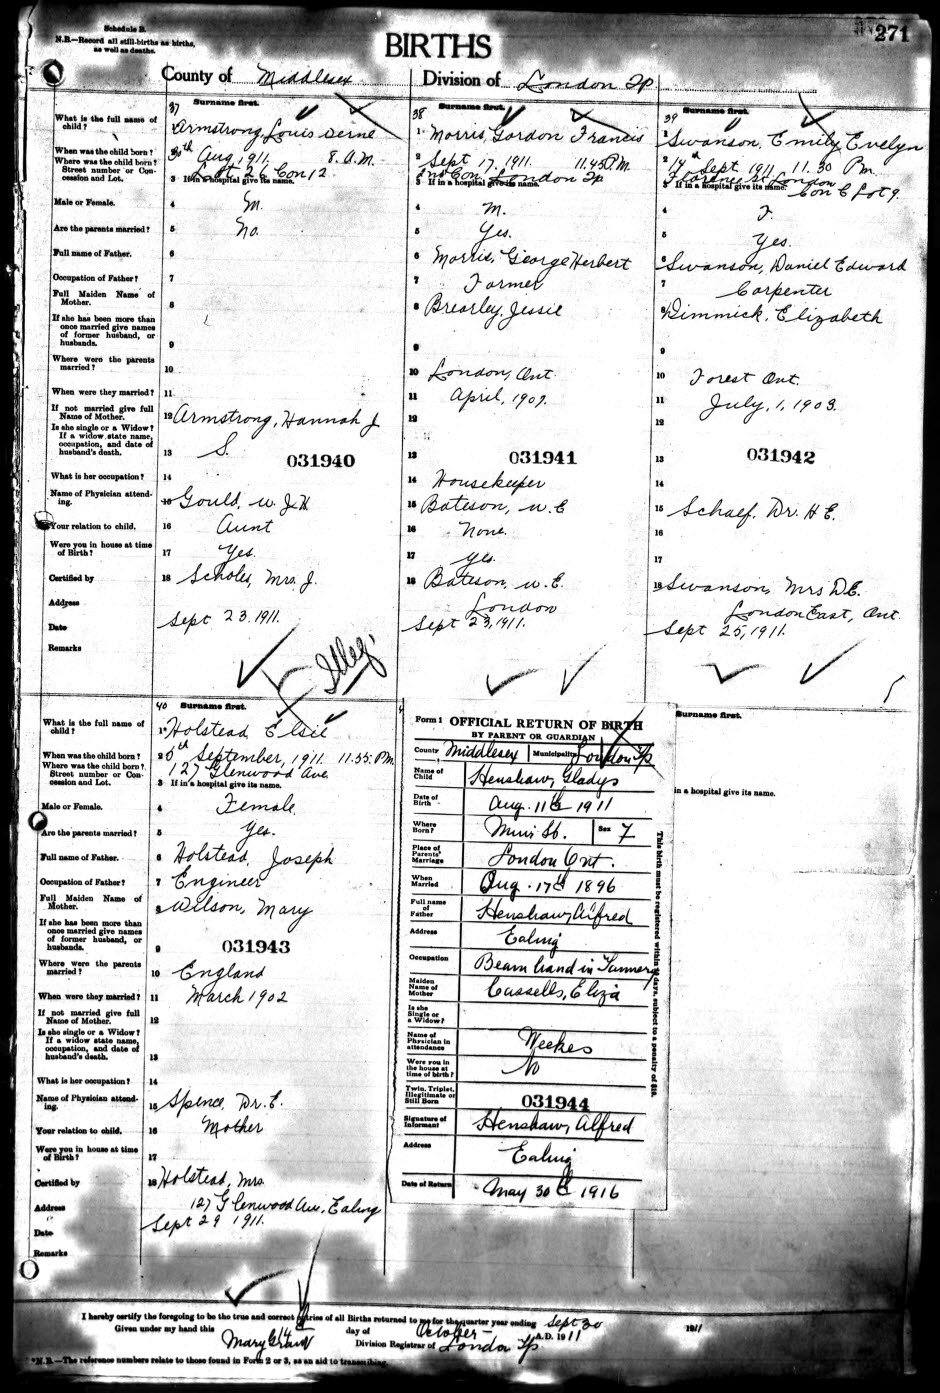 Schedule B.
N.B.—Record all still-births as births, as well as deaths.
271
BIRTHS
County of Middlesex
Division of London Tp
What is the full name of child?
When was the child born?
Where was the child born? Street number or Concession and Lot.
Male or Female.
Are the parents married?
Full name of Father.
Occupation of Father?
Full Maiden Name of Mother.
If she has been more than once married give names of former husband, or husbands.
Where were the parents married?
When were they married?
If not married give full Name of Mother.
Is she single or a Widow? If a widow state name, occupation, and date of husband's death.
What is her occupation?
Name of Physician attending.
Your relation to child.
Were you in house at time of Birth?
Certified by
Address
Date
Remarks
37 Surname first.
Armstrong, Louis
30th Aug 1911. 8. A.M.
Lot 26 Con 12
3 If in a hospital give its name.
4 M.
5 No.
6
7
8
9
10
11
12 Armstrong, Hannah J
13 S.
031940
14
15 Gould, W. J. H
16 Aunt
17 Yes.
18 Scholes, Mrs. J.
Sept 23. 1911.
Illeg.
38 Surname first.
1 Morris, Gordon Francis
2 Sept 17, 1911. 11.45 P.M.
2nd Con. London Tp
3 If in a hospital give its name.
4 M.
5 Yes.
6 Morris, George Herbert
7 Farmer
8 Brearley, Jessie
9
10 London, Ont.
11 April, 1909.
12
13
031941
14 Housekeeper
15 Bateson, W. E
16 None.
17 Yes.
18 Bateson, W. E.
London
Sept 23, 1911.
39 Surname first.
1 Swanson, Emily Evelyn
2 14th Sept 1911. 11.30 Pm.
Florence St. London
Con C Lot 9.
3 If in a hospital give its name.
4 F.
5 Yes.
6 Swanson, Daniel Edward
7 Carpenter
8 Dimmick, Elizabeth
9
10 Forest Ont.
11 July, 1, 1903.
12
13
031942
14
15 Schaef, Dr. H E.
16
17
18 Swanson, Mrs D.E.
London East, Ont.
Sept 25, 1911.
What is the full name of child?
When was the child born?
Where was the child born? Street number or Concession and Lot.
Male or Female.
Are the parents married?
Full name of Father.
Occupation of Father?
Full Maiden Name of Mother.
If she has been more than once married give names of former husband, or husbands.
Where were the parents married?
When were they married?
If not married give full Name of Mother.
Is she single or a Widow? If a widow state name, occupation, and date of husband's death.
What is her occupation?
Name of Physician attending.
Your relation to child.
Were you in house at time of Birth?
Certified by
Address
Date
Remarks
40 Surname first.
1 Holstead, Elsie
2 September, 1911. 11.55. P.M.
127 Glenwood Ave
3 If in a hospital give its name.
4 Female.
5 Yes.
6 Holstead, Joseph
7 Engineer
8 Wilson, Mary
9
031943
10 England
11 March 1902
12
13
14
15 Spence, Dr. E.
16 Mother
17
18 Holstead, Mrs.
127 Glenwood Ave., Ealing
Sept 29 1911.
Form 1 OFFICIAL RETURN OF BIRTH
BY PARENT OR GUARDIAN
County Middlesex Municipality London Tp
Name of Child Henshaw, Gladys
Date of Birth Aug. 11th 1911
Where Born? Muir St. Sex F
Place of Parents' Marriage London Ont.
When Married Aug. 17th 1896
Full name of Father Henshaw, Alfred
Address Ealing
Occupation Beam hand in Tannery
Maiden Name of Mother Cassells, Eliza
Is she Single or a Widow?
Name of Physician in attendance Weekes
Were you in the house at time of birth? No
Twin, Triplet, Illegitimate or Still Born
031944
Signature of Informant Henshaw, Alfred
Address Ealing
Date of Return May 30th 1916
This birth must be registered within days, subject to a penalty of $10.
Surname first.
in a hospital give its name.
I hereby certify the foregoing to be the true and correct entries of all Births returned to me for the quarter year ending Sept 30 1911
Given under my hand this 14 day of October A.D. 1911
Mary Grant Division Registrar of London Tp.
*N.B.—The reference numbers relate to those found in Form 2 or 3, as an aid to transcribing.